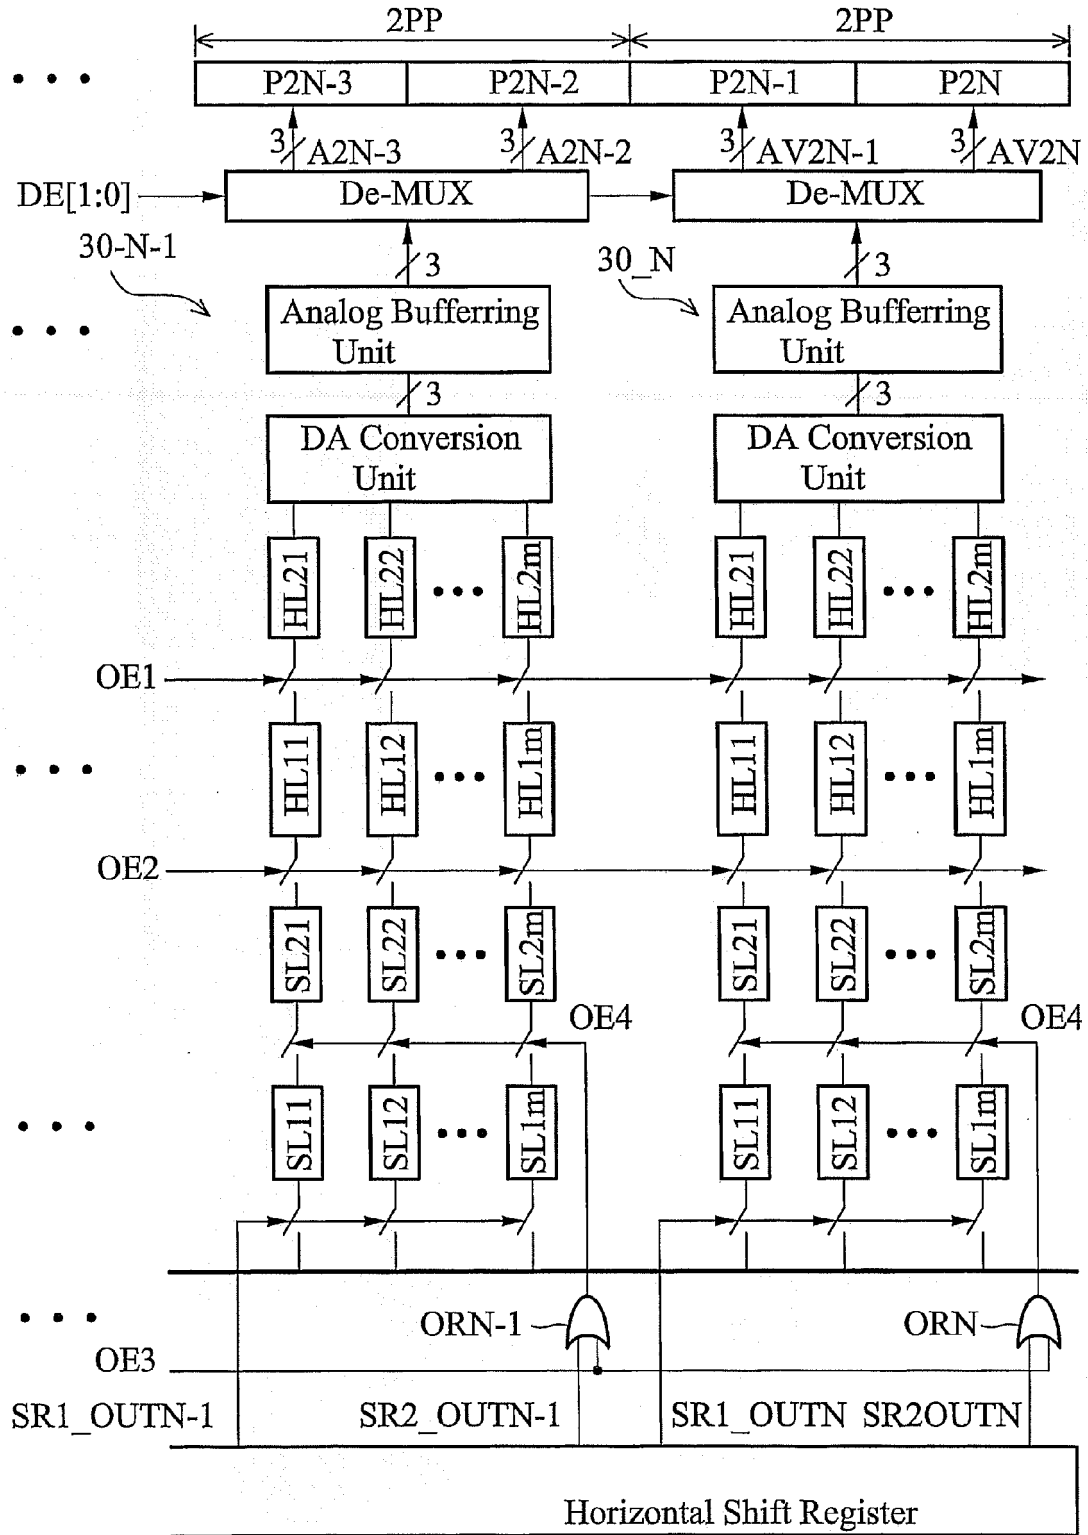 2PP 2PP
P2N-3 P2N-2 P2N-1 P2N
3 A2N-3 3 A2N-2 3 AV2N-1 3 AV2N
DE[1:0] De-MUX De-MUX
30-N-1 3 30_N 3
Analog Bufferring Unit Analog Bufferring Unit
3 3
DA Conversion Unit DA Conversion Unit
HL21 HL22 HL2m HL21 HL22 HL2m
OE1
HL11 HL12 HL1m HL11 HL12 HL1m
OE2
SL21 SL22 SL2m SL21 SL22 SL2m
OE4 OE4
SL11 SL12 SL1m SL11 SL12 SL1m
ORN-1 ORN
OE3
SR1_OUTN-1 SR2_OUTN-1 SR1_OUTN SR2OUTN
Horizontal Shift Register